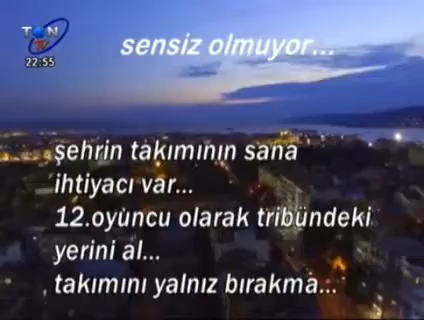 TON
TV
22:55
sensiz olmuyor...
şehrin takımının sana
ihtiyacı var...
12.oyuncu olarak tribündeki
yerini al...
takımını yalnız bırakma...